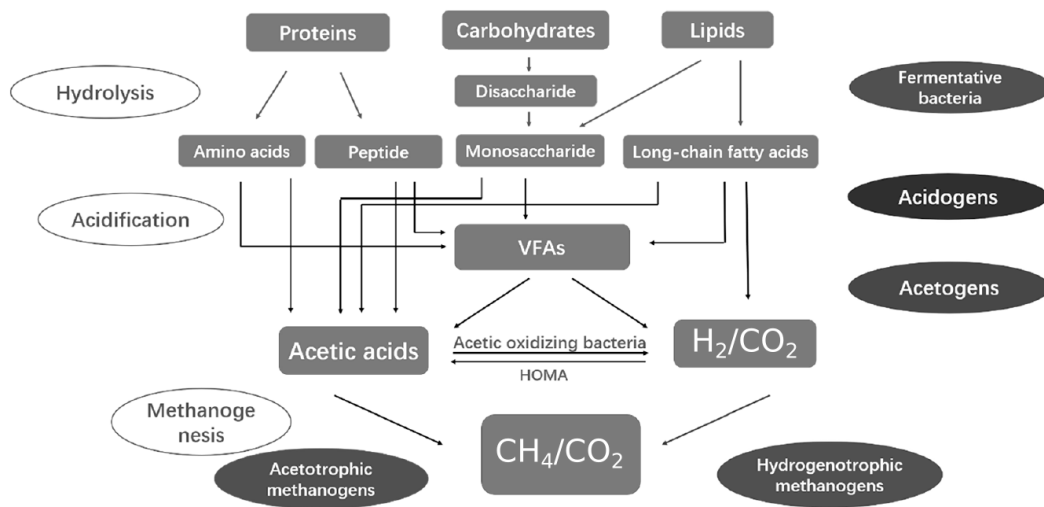 Proteins
Carbohydrates
Lipids
Hydrolysis
Disaccharide
Fermentative
bacteria
Amino acids
Peptide
Monosaccharide
Long-chain fatty acids
Acidification
Acidogens
VFAs
Acetogens
Acetic acids
Acetic oxidizing bacteria
HOMA
H₂/CO₂
Methanoge
nesis
CH₄/CO₂
Acetotrophic
methanogens
Hydrogenotrophic
methanogens